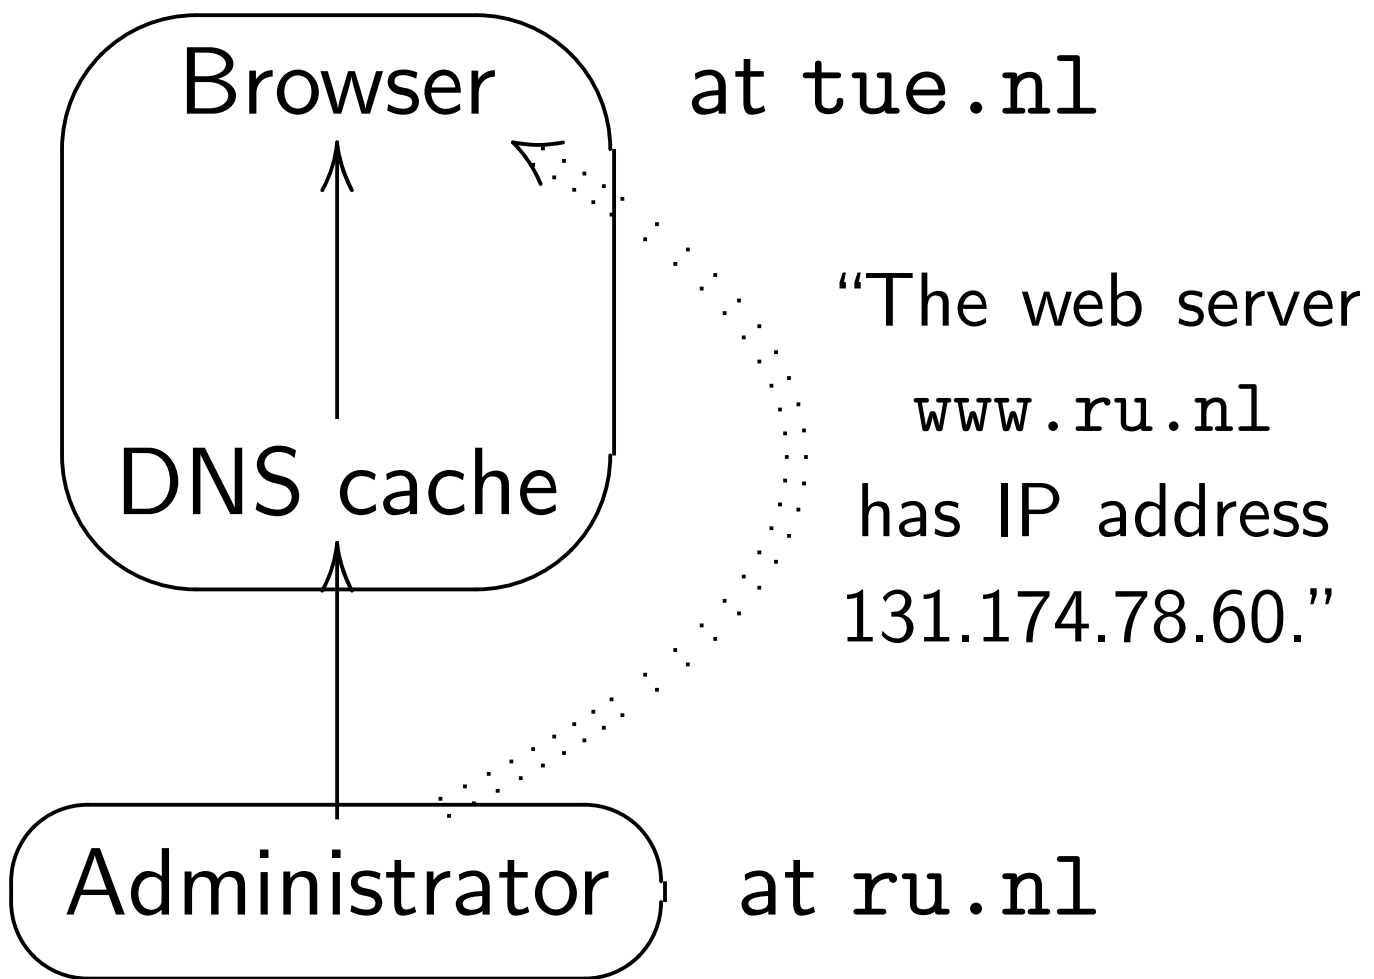 Browser at tue.nl
“The web server
www.ru.nl
DNS cache
has IP address
131.174.78.60.”
Administrator at ru.nl